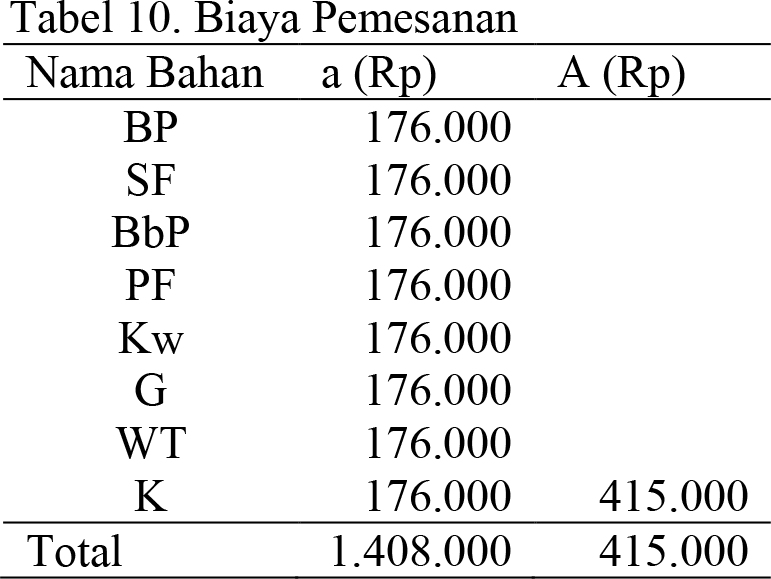 Tabel 10. Biaya Pemesanan
Nama Bahan a (Rp) A (Rp)
BP 176.000
SF 176.000
BbP 176.000
PF 176.000
Kw 176.000
G 176.000
WT 176.000
K 176.000 415.000
Total 1.408.000 415.000